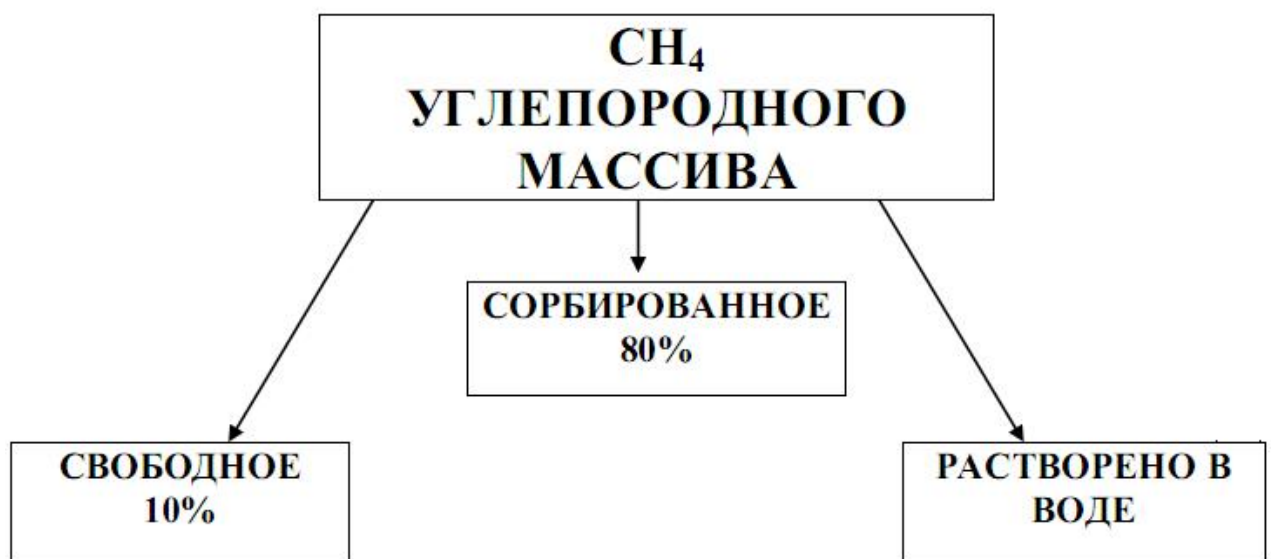 CH₄
УГЛЕПОРОДНОГО
МАССИВА
СОРБИРОВАННОЕ
80%
СВОБОДНОЕ
10%
РАСТВОРЕНО В
ВОДЕ